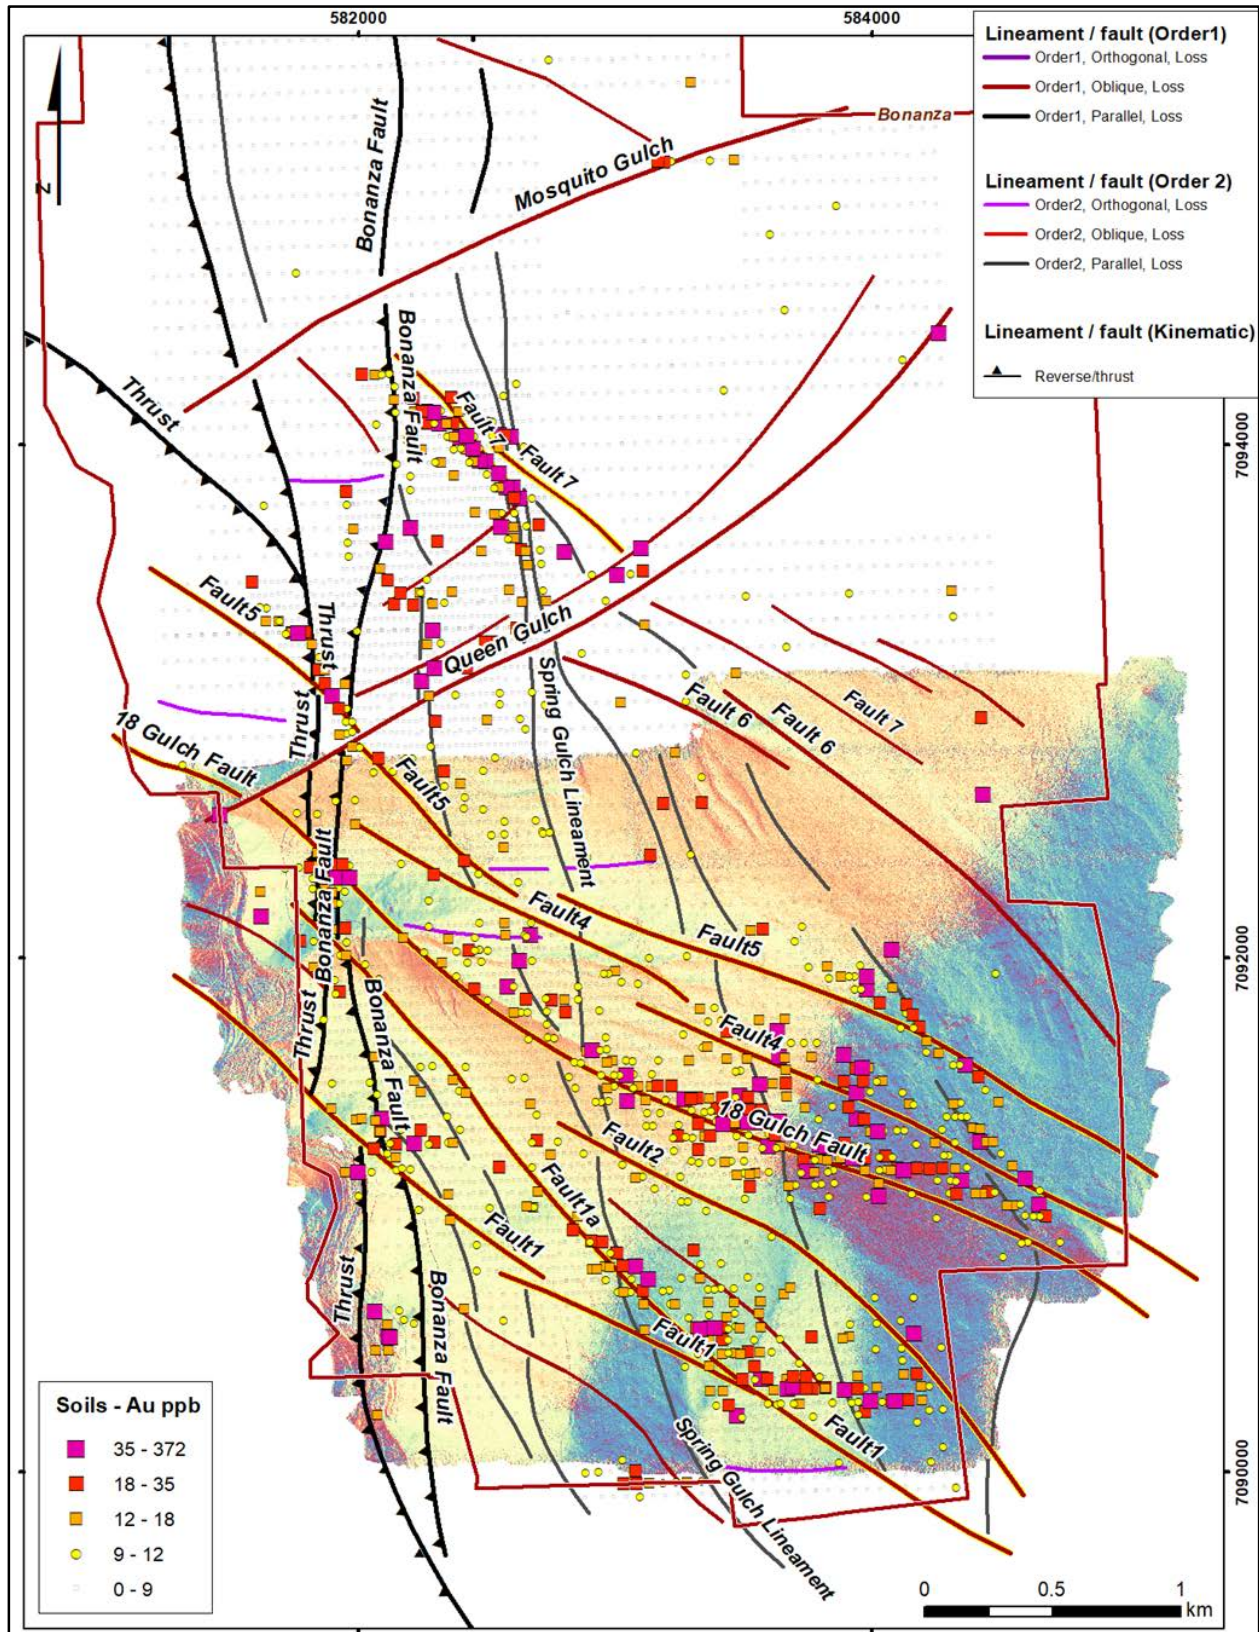 582000
584000
Lineament / fault (Order1)
Order1, Orthogonal, Loss
Order1, Oblique, Loss
Order1, Parallel, Loss
Lineament / fault (Order 2)
Order2, Orthogonal, Loss
Order2, Oblique, Loss
Order2, Parallel, Loss
Lineament / fault (Kinematic)
Reverse/thrust
Z
Bonanza
Bonanza Fault
Mosquito Gulch
Bonanza Fault
Thrust
Fault 7
Fault 7
7094000
Fault5
Thrust
Queen Gulch
Spring Gulch Lineament
Thrust
Fault 6
Fault 6
Fault 7
18 Gulch Fault
Fault5
Bonanza Fault
Fault4
Fault5
7092000
Thrust
Bonanza Fault
Fault4
18 Gulch Fault
Fault2
Fault1a
Fault1
Thrust
Bonanza Fault
Fault1
Fault1
Spring Gulch Lineament
7090000
Soils - Au ppb
35 - 372
18 - 35
12 - 18
9 - 12
0 - 9
0
0.5
1
km